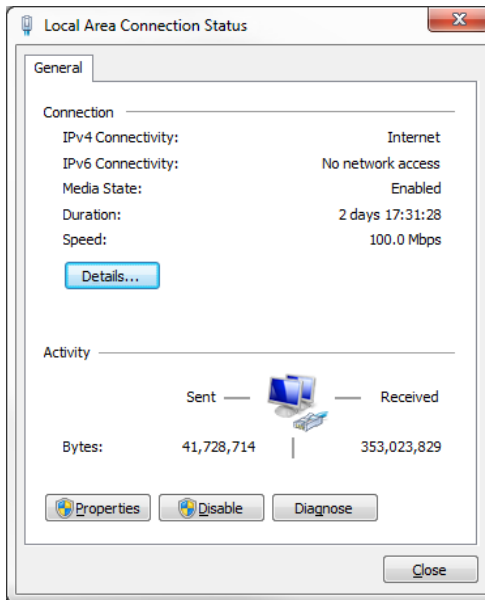 Local Area Connection Status
General
Connection
IPv4 Connectivity: Internet
IPv6 Connectivity: No network access
Media State: Enabled
Duration: 2 days 17:31:28
Speed: 100.0 Mbps
Details...
Activity
Sent Received
Bytes: 41,728,714 353,023,829
Properties Disable Diagnose
Close